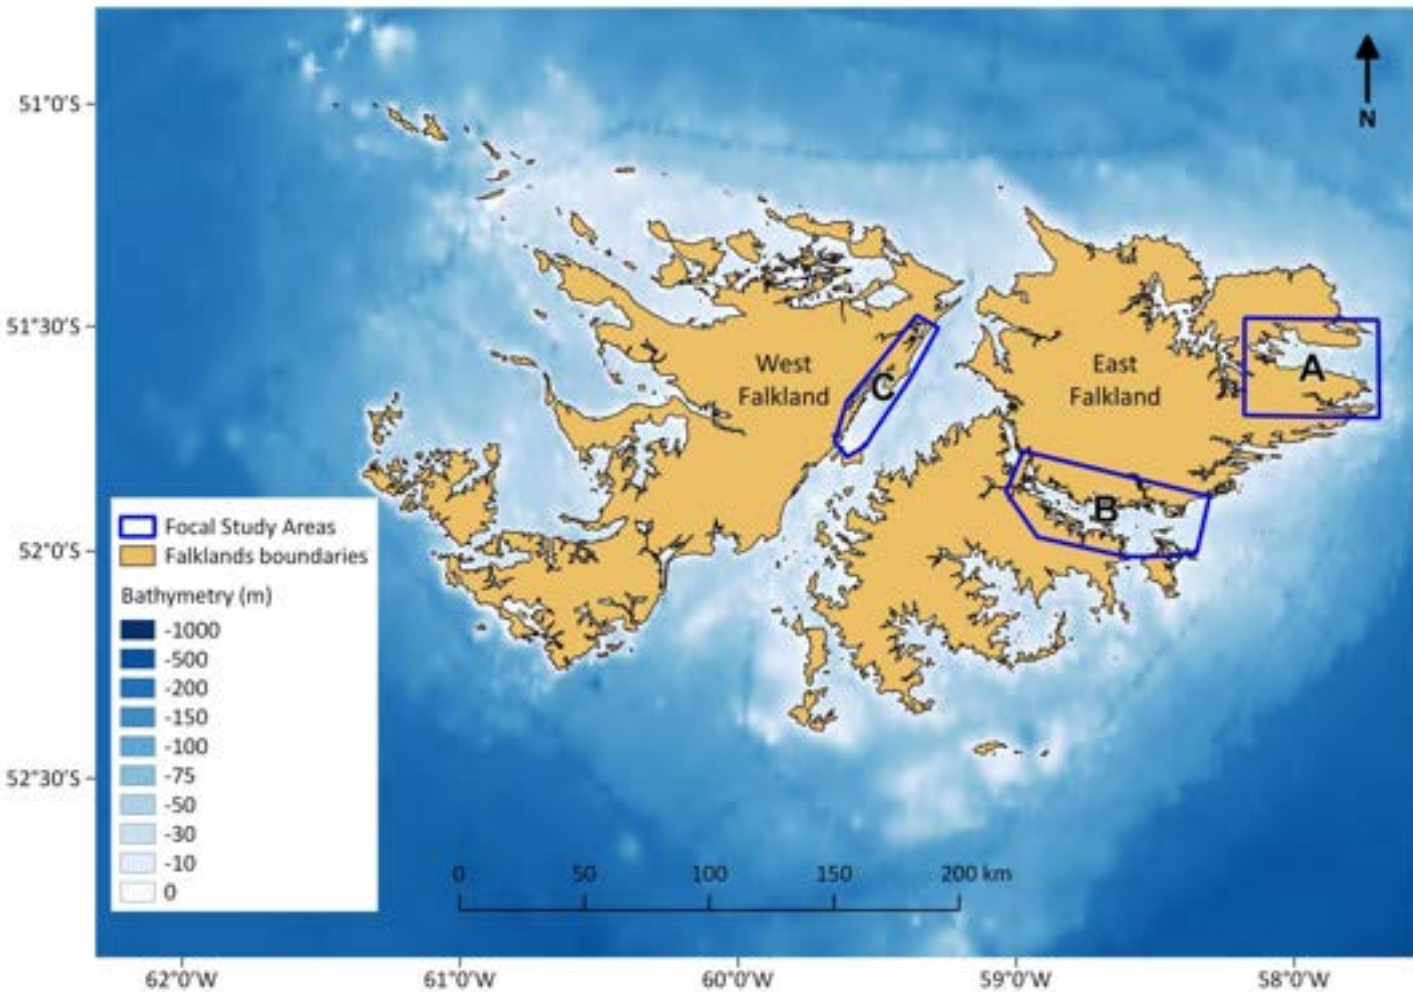 51°0'S
N
51°30'S
West
Falkland
C
East
Falkland
A
B
52°0'S
Focal Study Areas
Falklands boundaries
Bathymetry (m)
-1000
-500
-200
-150
-100
-75
-50
-30
-10
0
52°30'S
0 50 100 150 200 km
62°0'W 61°0'W 60°0'W 59°0'W 58°0'W